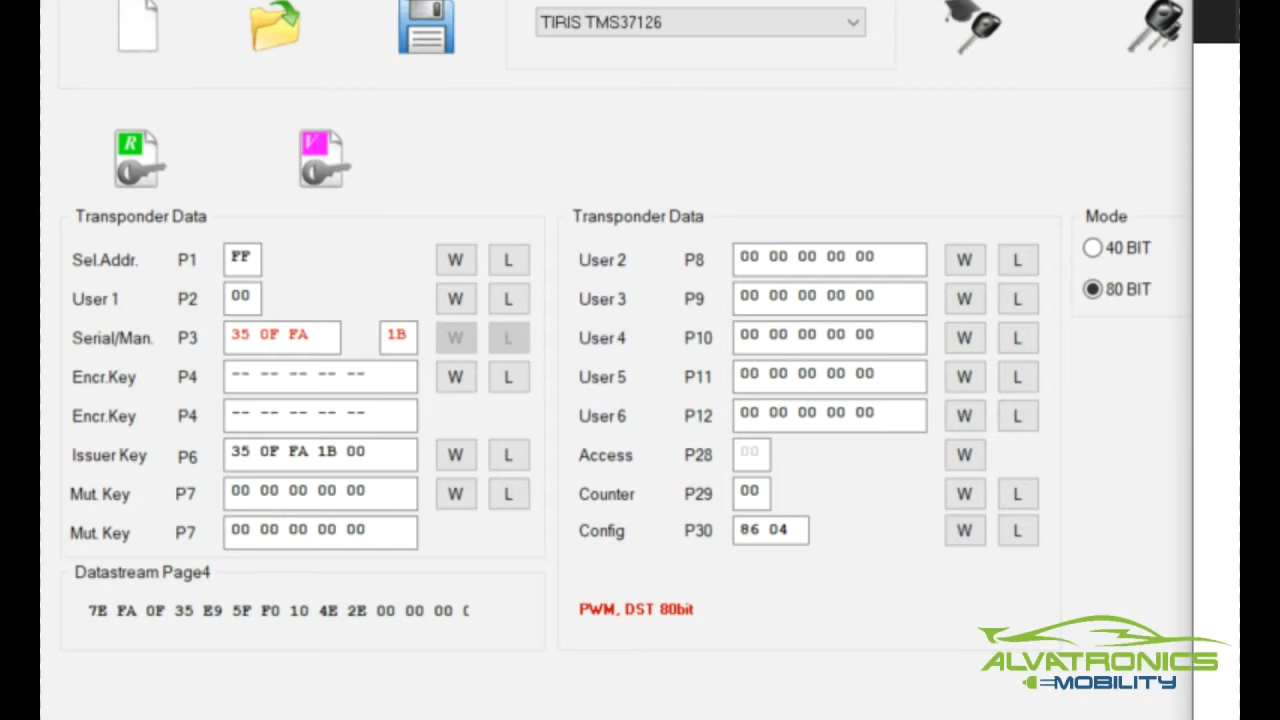 TIRIS TMS37126
R
V
Transponder Data
Sel.Addr. P1 FF W L
User 1 P2 00 W L
Serial/Man. P3 35 0F FA 1B W L
Encr.Key P4 -- -- -- -- -- W L
Encr.Key P4 -- -- -- -- --
Issuer Key P6 35 0F FA 1B 00 W L
Mut. Key P7 00 00 00 00 00 W L
Mut. Key P7 00 00 00 00 00
Datastream Page4
7E FA 0F 35 E9 5F F0 10 4E 2E 00 00 00
Transponder Data
User 2 P8 00 00 00 00 00 W L
User 3 P9 00 00 00 00 00 W L
User 4 P10 00 00 00 00 00 W L
User 5 P11 00 00 00 00 00 W L
User 6 P12 00 00 00 00 00 W L
Access P28 00 W
Counter P29 00 W L
Config P30 86 04 W L
PWM, DST 80bit
Mode
40 BIT
80 BIT
ALVATRONICS
MOBILITY